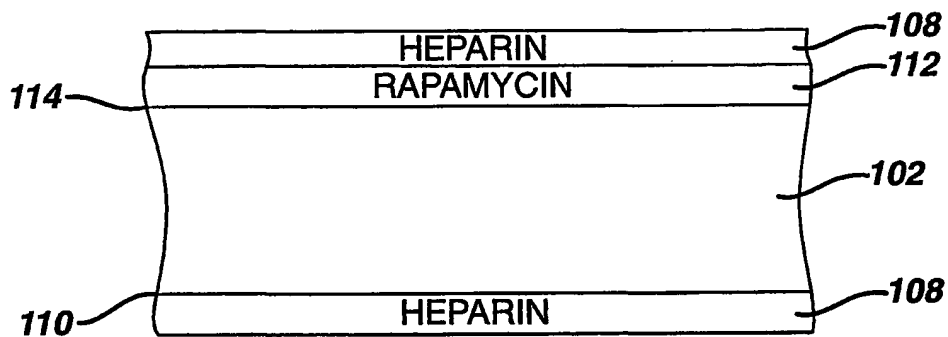 HEPARIN 108
RAPAMYCIN 112
114
102
110 HEPARIN 108